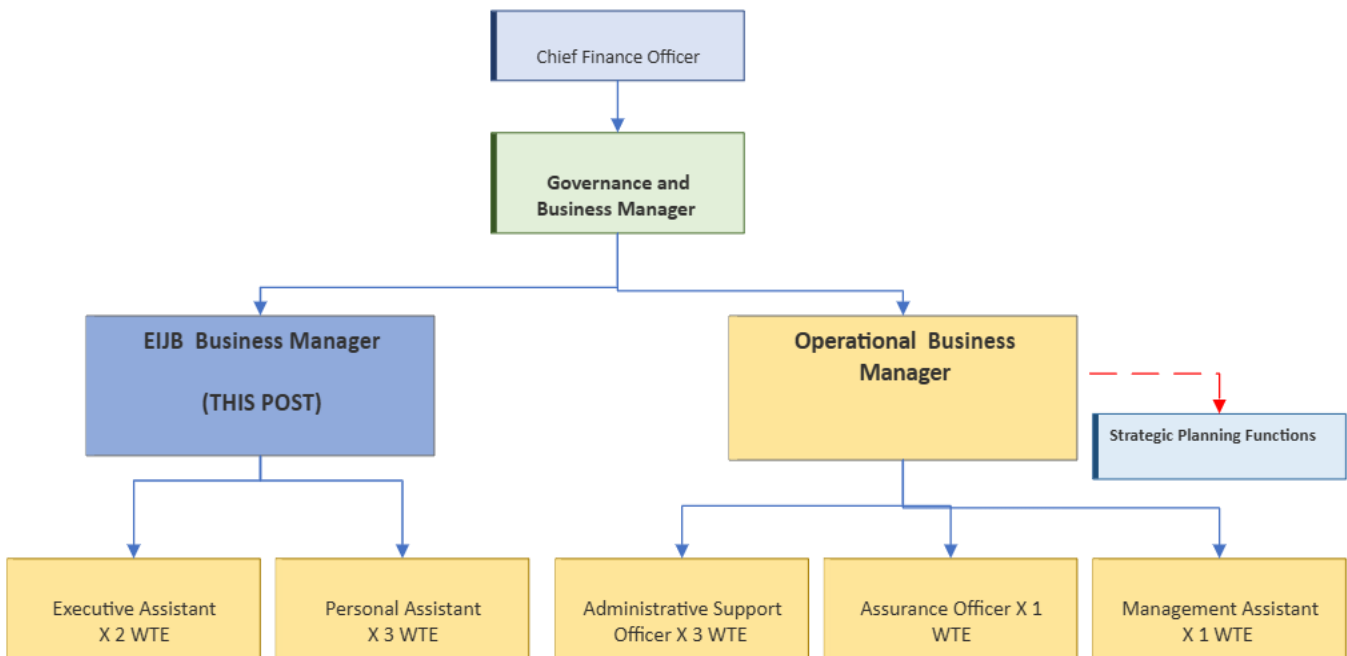 Chief Finance Officer
Governance and
Business Manager
EIJB  Business Manager
(THIS POST)
Operational  Business
Manager
Strategic Planning Functions
Executive Assistant
X 2 WTE
Personal Assistant
X 3 WTE
Administrative Support
Officer X 3 WTE
Assurance Officer X 1
WTE
Management Assistant
X 1 WTE